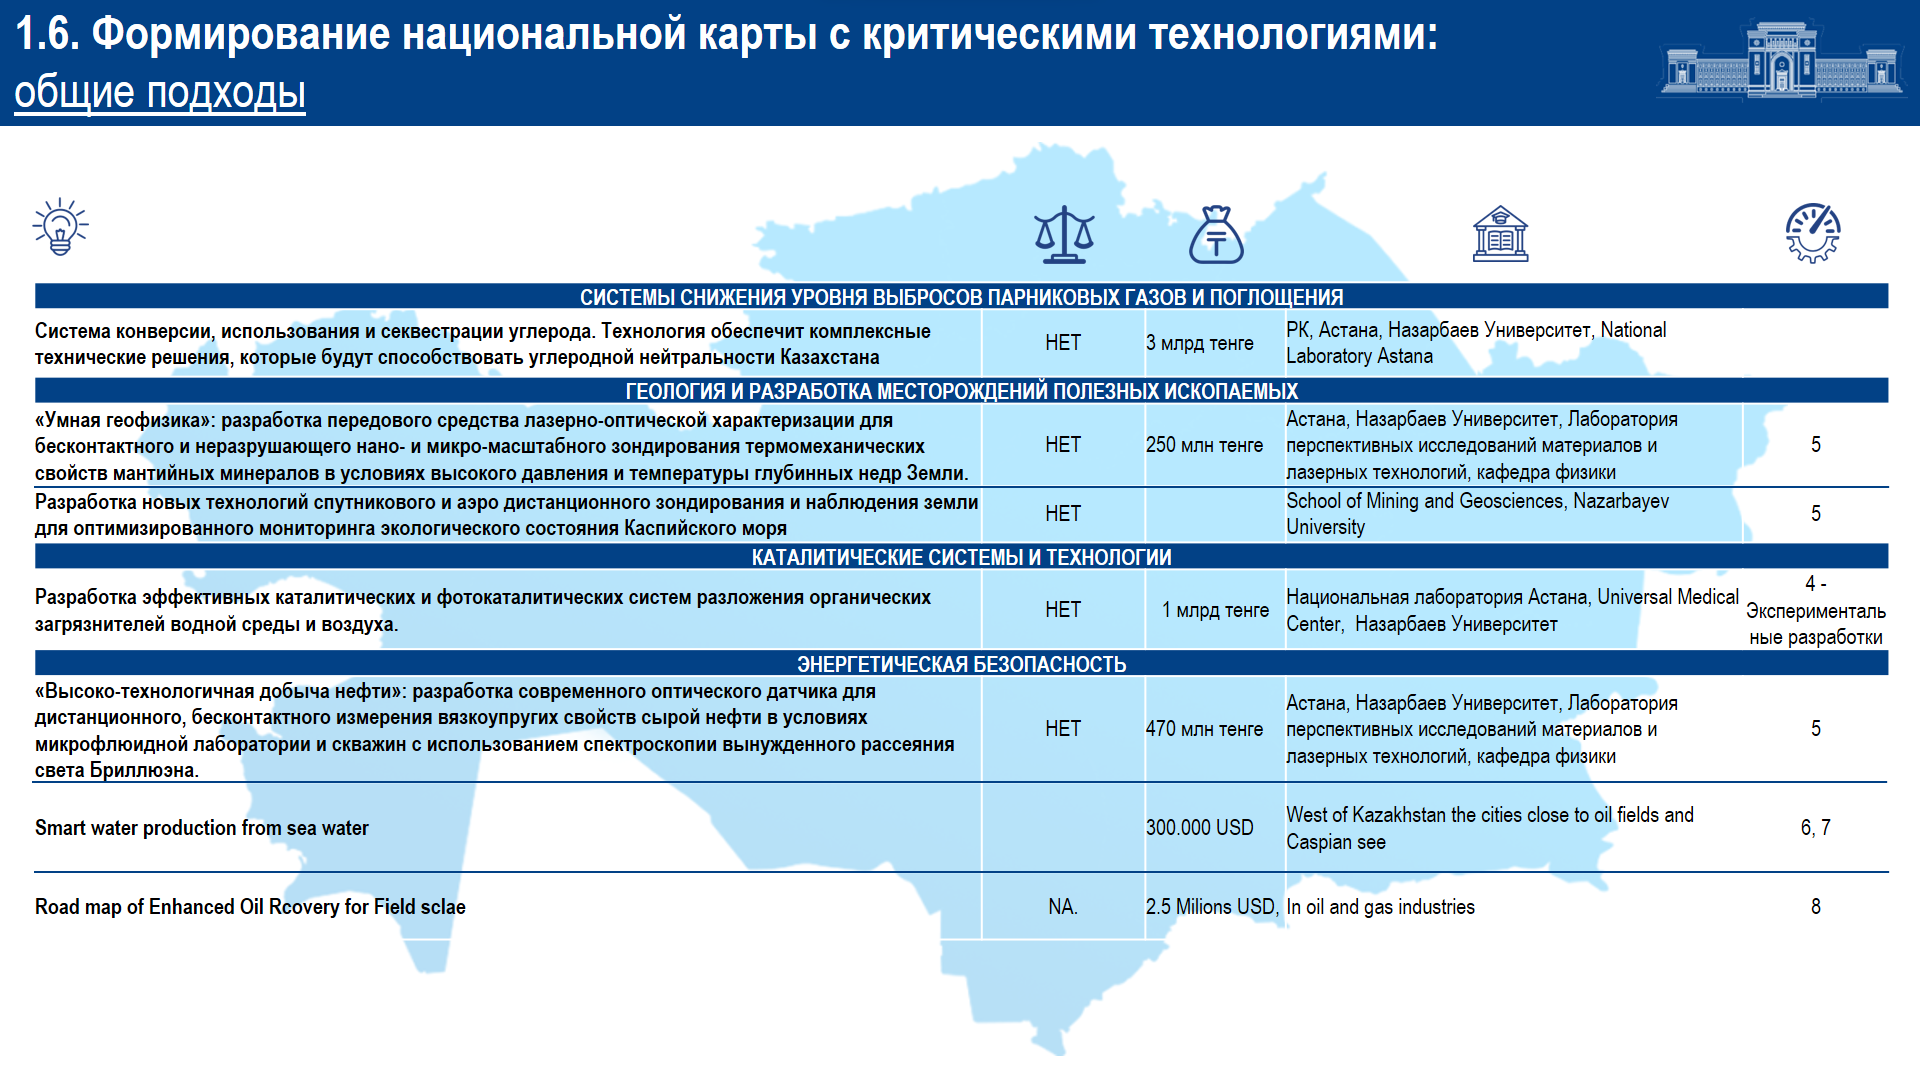 1.6. Формирование национальной карты с критическими технологиями:
общие подходы
СИСТЕМЫ СНИЖЕНИЯ УРОВНЯ ВЫБРОСОВ ПАРНИКОВЫХ ГАЗОВ И ПОГЛОЩЕНИЯ
Система конверсии, использования и секвестрации углерода. Технология обеспечит комплексные
технические решения, которые будут способствовать углеродной нейтральности Казахстана
НЕТ
3 млрд тенге
РК, Астана, Назарбаев Университет, National
Laboratory Astana
ГЕОЛОГИЯ И РАЗРАБОТКА МЕСТОРОЖДЕНИЙ ПОЛЕЗНЫХ ИСКОПАЕМЫХ
«Умная геофизика»: разработка передового средства лазерно-оптической характеризации для
бесконтактного и неразрушающего нано- и микро-масштабного зондирования термомеханических
свойств мантийных минералов в условиях высокого давления и температуры глубинных недр Земли.
НЕТ
250 млн тенге
Астана, Назарбаев Университет, Лаборатория
перспективных исследований материалов и
лазерных технологий, кафедра физики
5
Разработка новых технологий спутникового и аэро дистанционного зондирования и наблюдения земли
для оптимизированного мониторинга экологического состояния Каспийского моря
НЕТ
School of Mining and Geosciences, Nazarbayev
University
5
КАТАЛИТИЧЕСКИЕ СИСТЕМЫ И ТЕХНОЛОГИИ
Разработка эффективных каталитических и фотокаталитических систем разложения органических
загрязнителей водной среды и воздуха.
НЕТ
1 млрд тенге
Национальная лаборатория Астана, Universal Medical
Center, Назарбаев Университет
4 -
Эксперименталь
ные разработки
ЭНЕРГЕТИЧЕСКАЯ БЕЗОПАСНОСТЬ
«Высоко-технологичная добыча нефти»: разработка современного оптического датчика для
дистанционного, бесконтактного измерения вязкоупругих свойств сырой нефти в условиях
микрофлюидной лаборатории и скважин с использованием спектроскопии вынужденного рассеяния
света Бриллюэна.
НЕТ
470 млн тенге
Астана, Назарбаев Университет, Лаборатория
перспективных исследований материалов и
лазерных технологий, кафедра физики
5
Smart water production from sea water
300.000 USD
West of Kazakhstan the cities close to oil fields and
Caspian see
6, 7
Road map of Enhanced Oil Rcovery for Field sclae
NA.
2.5 Milions USD,
In oil and gas industries
8